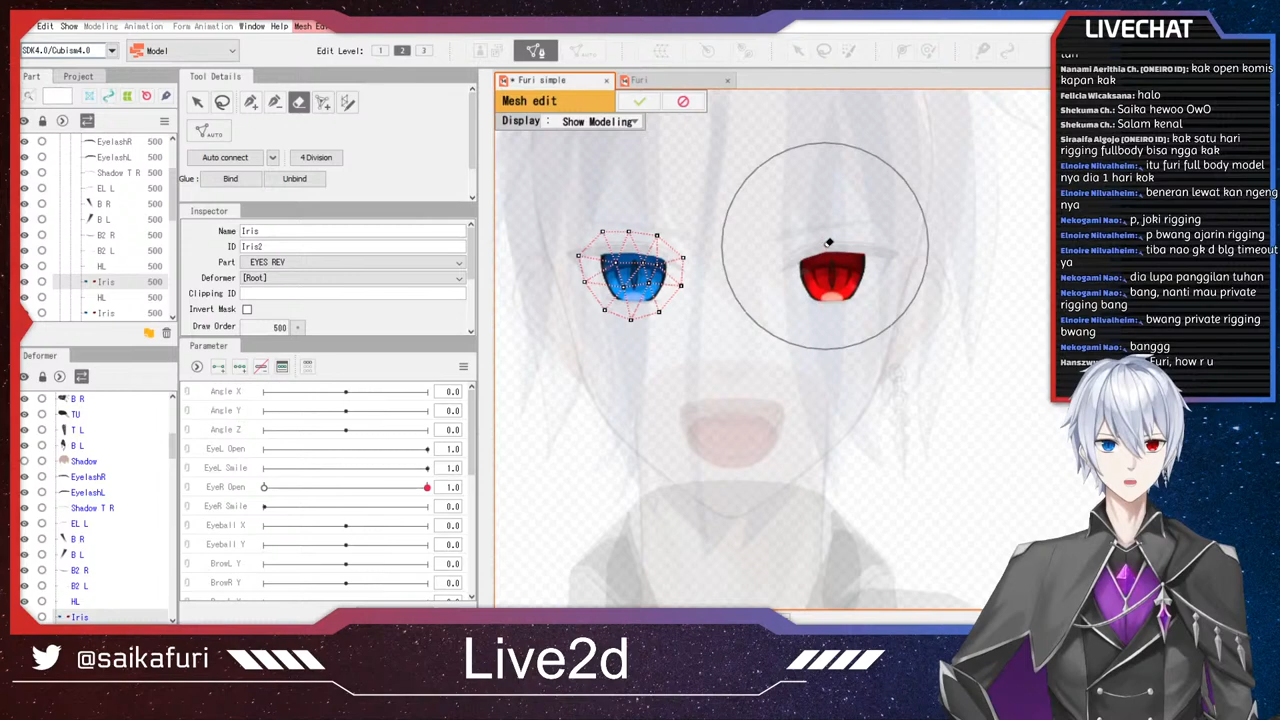 Edit Show Modeling Animation Form Animation Window Help Mesh Ed
SDK4.0/Cubism4.0
Model
Edit Level: 1 2 3
Part
Project
Tool Details
* Furi simple
Furi
Mesh edit
Display : Show Modeling
EyelashR 500
EyelashL 500
Shadow T R 500
EL L 500
B R 500
B L 500
B2 R 500
B2 L 500
HL 500
Iris 500
HL 500
Iris 500
AUTO
Auto connect
4 Division
Glue :
Bind
Unbind
Inspector
Name
Iris
ID
Iris2
Part
EYES REV
Deformer
[Root]
Clipping ID
Invert Mask
Draw Order
500
Parameter
Angle X 0.0
Angle Y 0.0
Angle Z 0.0
EyeL Open 1.0
EyeL Smile 1.0
EyeR Open 1.0
EyeR Smile 0.0
Eyeball X 0.0
Eyeball Y 0.0
BrowL Y 0.0
BrowR Y 0.0
Deformer
B R
TU
T L
B L
Shadow
EyelashR
EyelashL
Shadow T R
EL L
B R
B L
B2 R
B2 L
HL
Iris
LIVECHAT
Nanami Aerithia Ch. [ONEIRO ID]: kak open komis
kapan kak
Felicia Wicaksana: halo
Shekuma Ch.: Saika hewoo OwO
Shekuma Ch.: Salam kenal
Siraaifa Algojo [ONEIRO ID]: kak satu hari
rigging fullbody bisa ngga kak
Elnoire Nilvalheim: itu furi full body model
nya dia 1 hari kok
Elnoire Nilvalheim: beneran lewat kan ngeng
nya
Nekogami Nao: p, joki rigging
Elnoire Nilvalheim: p bwang ajarin rigging
Elnoire Nilvalheim: tiba nao gk d blg timeout
ya
Nekogami Nao: dia lupa panggilan tuhan
Nekogami Nao: bang, nanti mau private
rigging bang
Elnoire Nilvalheim: bwang private rigging
bwang
Nekogami Nao: banggg
Furi, how r u
@saikafuri
Live2d